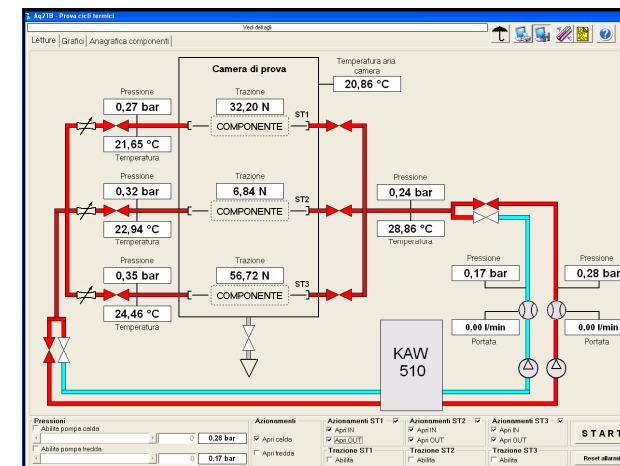 Aq2TB - Prova cicli termici
Vedi dettagli
Letture Grafici Anagrafica componenti
Camera di prova
Temperatura aria
camera
20,86 °C
Pressione
0,27 bar
Trazione
32,20 N
ST1
COMPONENTE
21,65 °C
Temperatura
Pressione
0,32 bar
Trazione
6,84 N
ST2
COMPONENTE
22,94 °C
Temperatura
Pressione
0,24 bar
28,86 °C
Temperatura
Pressione
0,35 bar
Trazione
56,72 N
ST3
COMPONENTE
24,46 °C
Temperatura
Pressione
0,17 bar
Pressione
0,28 bar
0,00 l/min
Portata
0,00 l/min
Portata
KAW
510
Pressioni
Abilita pompa calda
0 0,28 bar
Abilita pompa fredda
0 0,17 bar
Azionamenti
Apri calda
Apri fredda
Azionamenti ST1
Apri IN
Apri OUT
Trazione ST1
Abilita
Azionamenti ST2
Apri IN
Apri OUT
Trazione ST2
Abilita
Azionamenti ST3
Apri IN
Apri OUT
Trazione ST3
Abilita
START
Reset allarmi